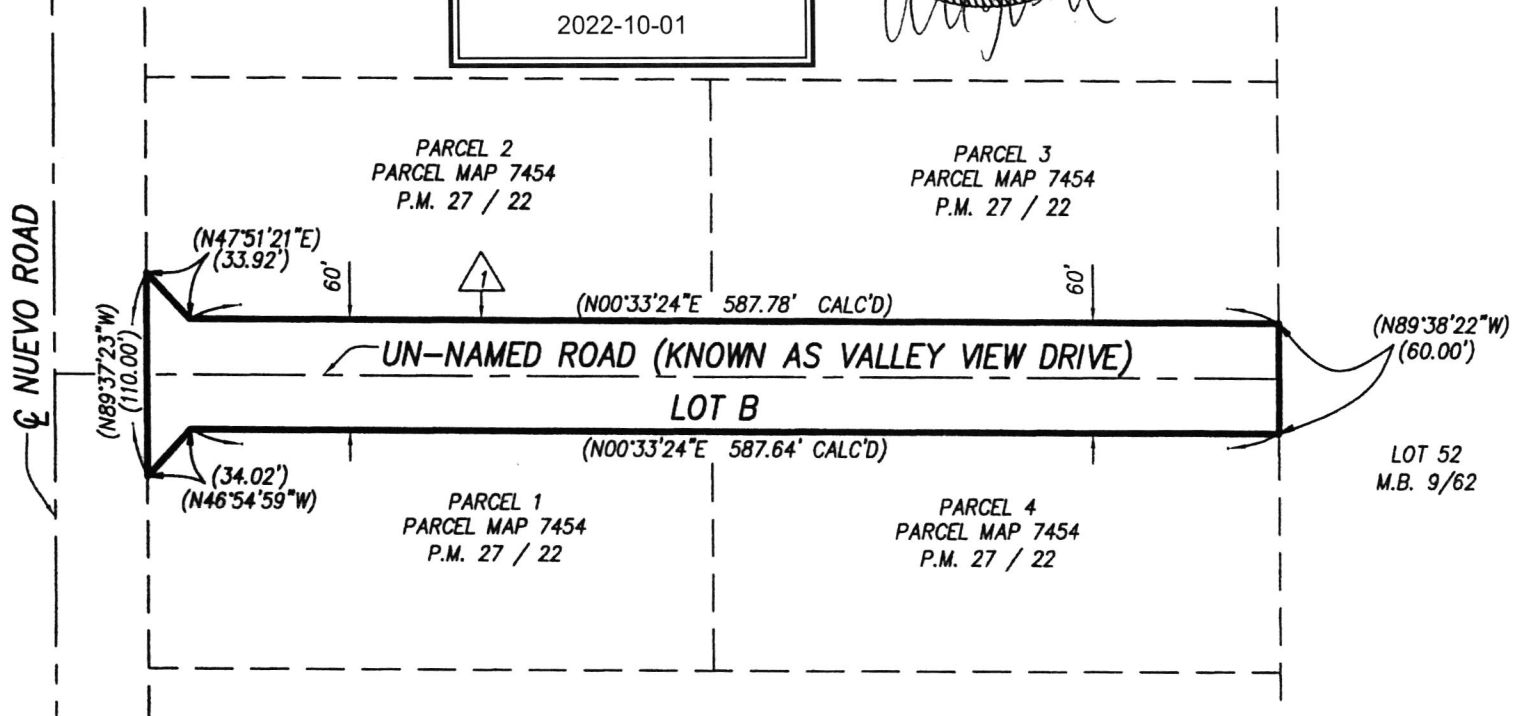 2022-10-01
PARCEL 2
PARCEL MAP 7454
P.M. 27 / 22
PARCEL 3
PARCEL MAP 7454
P.M. 27 / 22
℄ NUEVO ROAD
(N47°51'21"E)
(33.92')
60'
1
(N00°33'24"E 587.78' CALC'D)
60'
(N89°38'22"W)
(60.00')
(N89°37'23"W)
(110.00')
UN-NAMED ROAD (KNOWN AS VALLEY VIEW DRIVE)
LOT B
(N00°33'24"E 587.64' CALC'D)
(34.02')
(N46°54'59"W)
LOT 52
M.B. 9/62
PARCEL 1
PARCEL MAP 7454
P.M. 27 / 22
PARCEL 4
PARCEL MAP 7454
P.M. 27 / 22